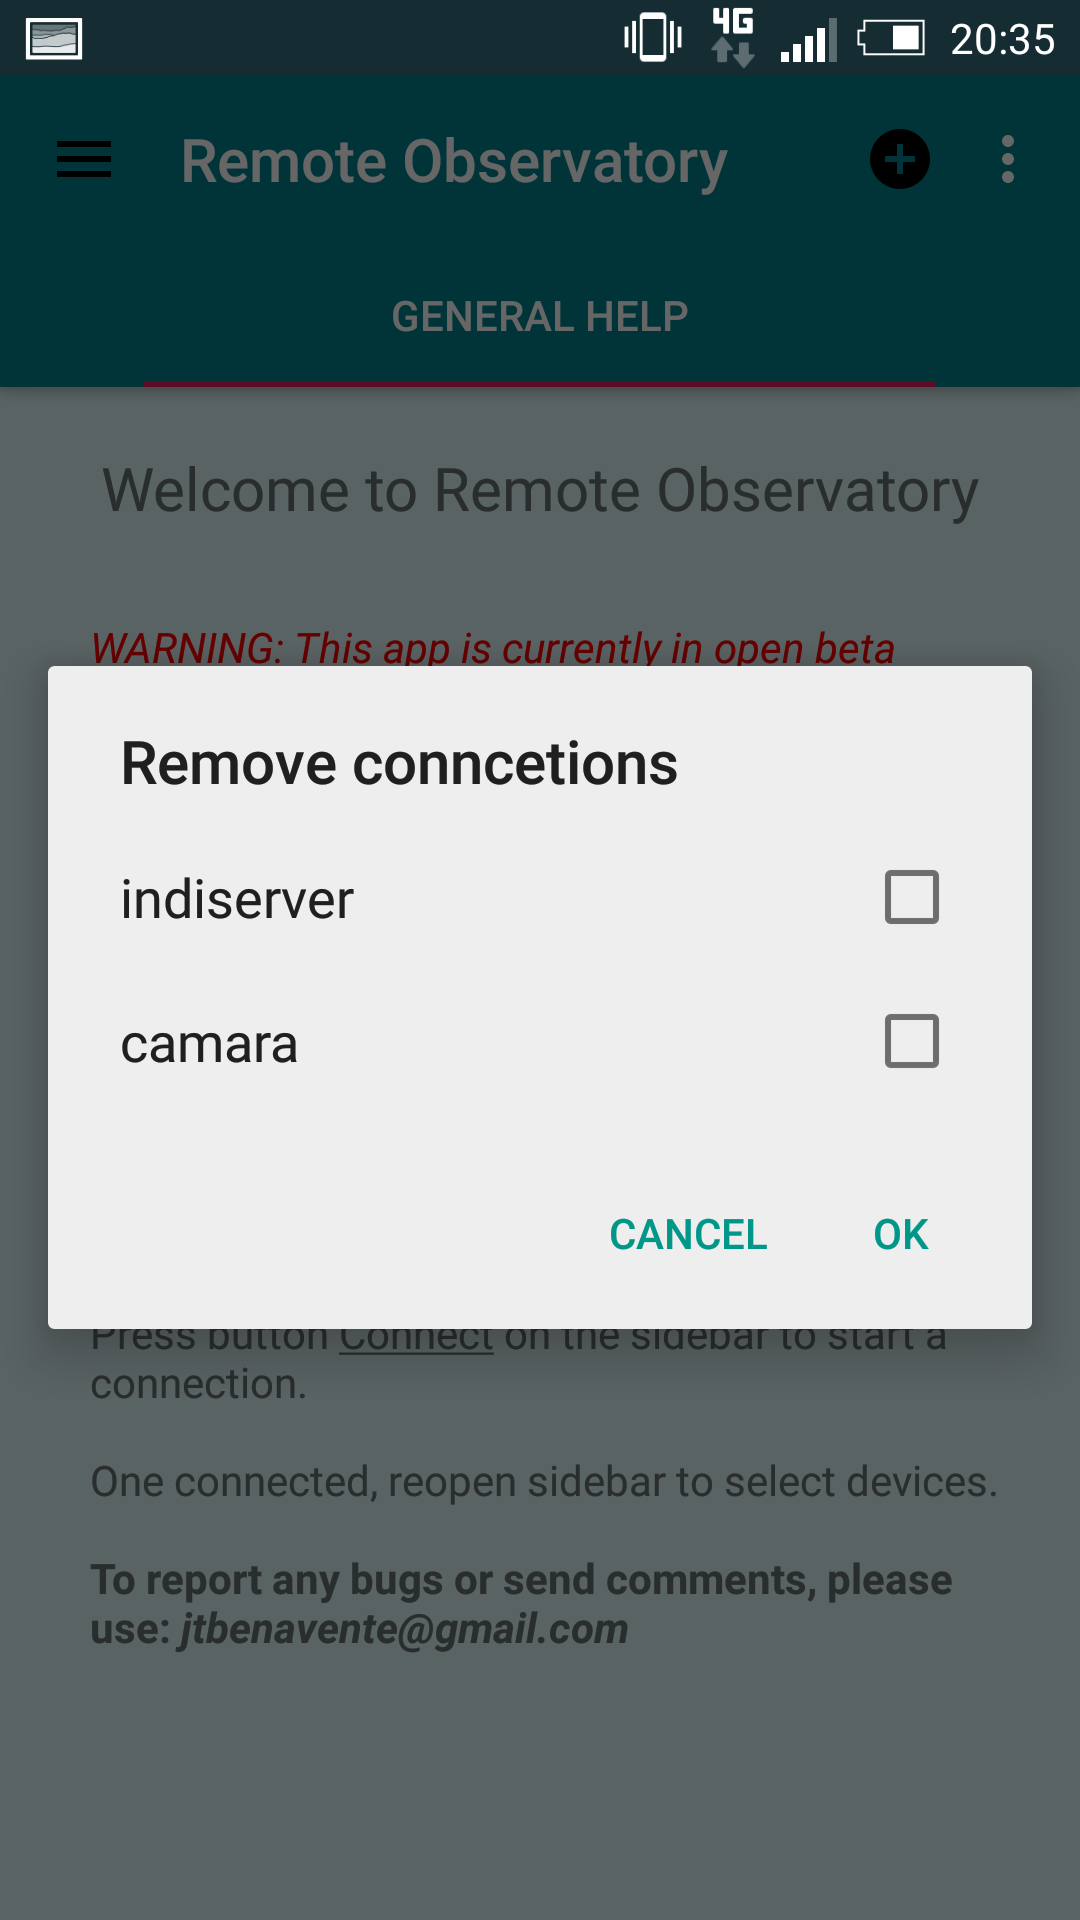 4G 20:35
Remote Observatory
GENERAL HELP
Welcome to Remote Observatory
WARNING: This app is currently in open beta
Remove conncetions
indiserver
camara
CANCEL OK
Press button Connect on the sidebar to start a
connection.
One connected, reopen sidebar to select devices.
To report any bugs or send comments, please
use: jtbenavente@gmail.com